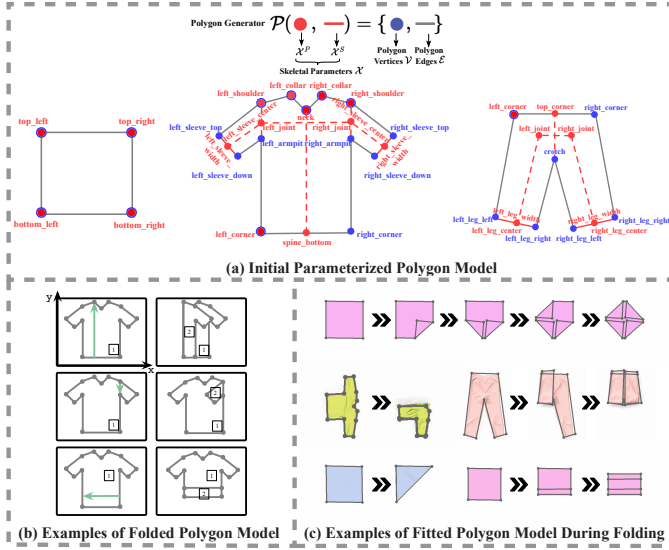 Polygon Generator P(●, −) = {●, −}
X^P X^S Polygon Vertices V Polygon Edges E
Skeletal Parameters X
left_collar right_collar
left_shoulder right_shoulder
left_sleeve_center neck right_sleeve_center
top_left top_right
left_sleeve_top left_joint right_joint right_sleeve_top
left_sleeve_width left_armpit right_armpit right_sleeve_width
left_sleeve_down right_sleeve_down
bottom_left bottom_right
left_corner spine_bottom right_corner
left_corner top_corner right_corner
left_joint right_joint
crotch
left_leg_left left_leg_width right_leg_width right_leg_right
left_leg_center right_leg_center
left_leg_right right_leg_left
(a) Initial Parameterized Polygon Model
y
1
x
2
1
1
2
1
1
2
(b) Examples of Folded Polygon Model
(c) Examples of Fitted Polygon Model During Folding